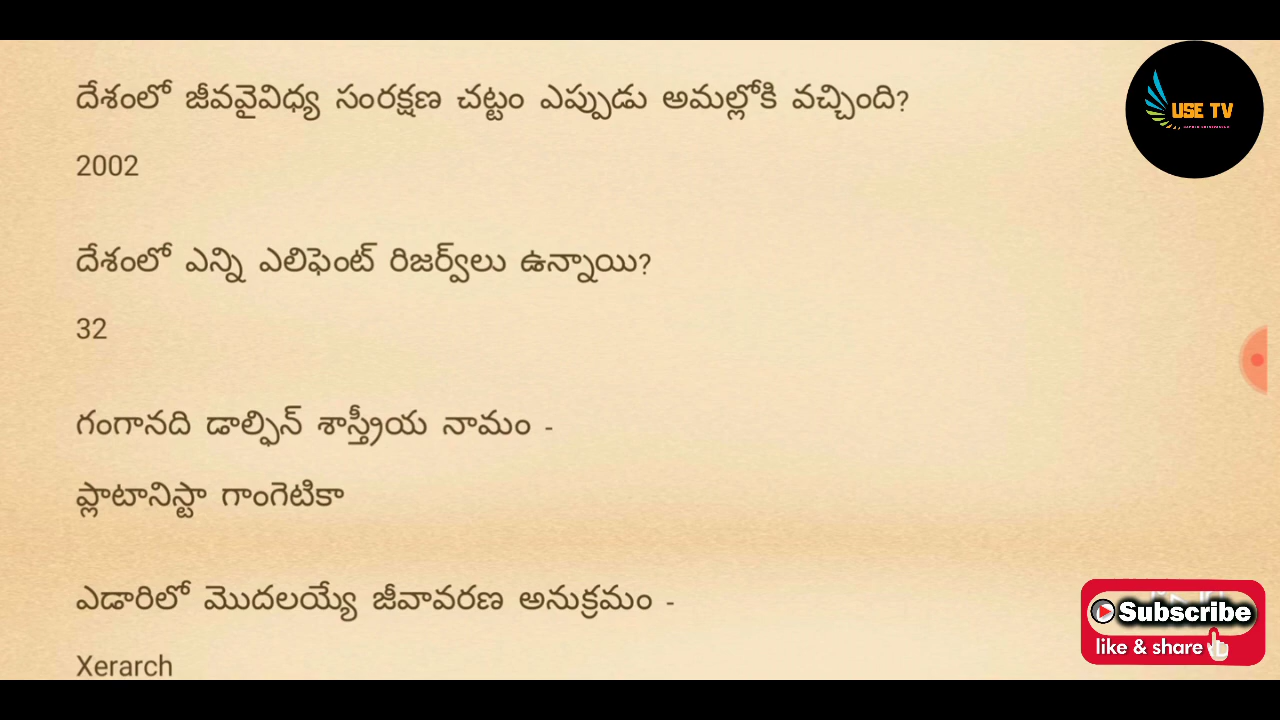 దేశంలో జీవవైవిధ్య సంరక్షణ చట్టం ఎప్పుడు అమల్లోకి వచ్చింది?
USE TV
2002
దేశంలో ఎన్ని ఎలిఫెంట్ రిజర్వ్‌లు ఉన్నాయి?
32
గంగానది డాల్ఫిన్ శాస్త్రీయ నామం -
ప్లాటానిస్టా గాంగెటికా
ఎడారిలో మొదలయ్యే జీవావరణ అనుక్రమం -
Subscribe
like & share
Xerarch